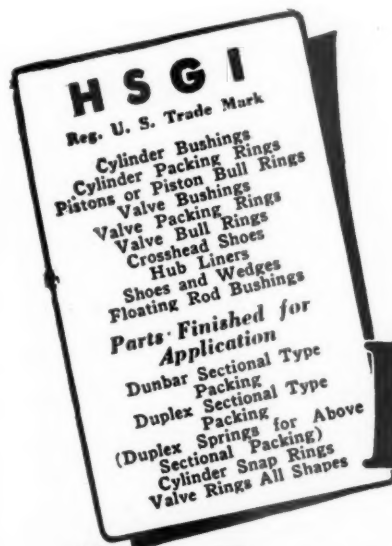 HSGI
Reg. U. S. Trade Mark
Cylinder Bushings
Cylinder Packing Rings
Pistons or Piston Bull Rings
Valve Bushings
Valve Packing Rings
Valve Bull Rings
Crosshead Shoes
Hub Liners
Shoes and Wedges
Floating Rod Bushings
Parts Finished for
Application
Dunbar Sectional Type
Packing
Duplex Sectional Type
Packing
(Duplex Springs for Above
Sectional Packing)
Cylinder Snap Rings
Valve Rings All Shapes